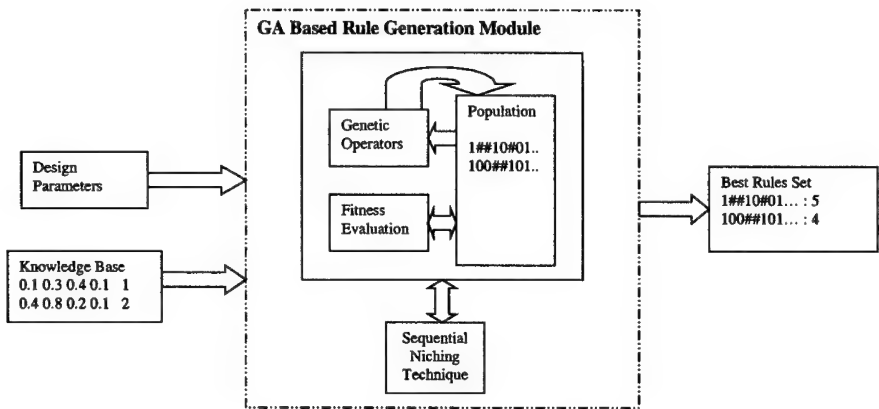 GA Based Rule Generation Module
Genetic
Operators
Population
1##10#01..
100##101..
Fitness
Evaluation
Design
Parameters
Knowledge Base
0.1 0.3 0.4 0.1 1
0.4 0.8 0.2 0.1 2
Sequential
Niching
Technique
Best Rules Set
1##10#01... : 5
100##101... : 4